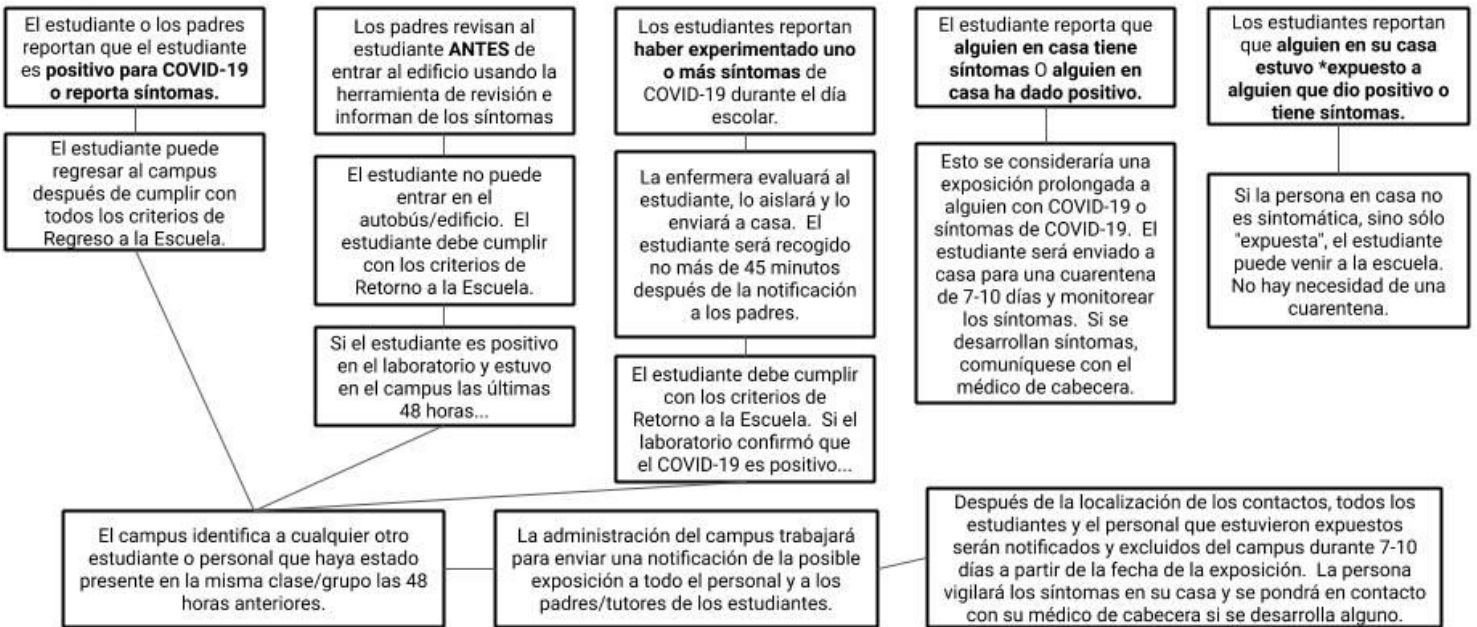 El estudiante o los padres
reportan que el estudiante
es positivo para COVID-19
o reporta síntomas.
El estudiante puede
regresar al campus
después de cumplir con
todos los criterios de
Regreso a la Escuela.
Los padres revisan al
estudiante ANTES de
entrar al edificio usando la
herramienta de revisión e
informan de los síntomas
El estudiante no puede
entrar en el
autobús/edificio. El
estudiante debe cumplir
con los criterios de
Retorno a la Escuela.
Si el estudiante es positivo
en el laboratorio y estuvo
en el campus las últimas
48 horas...
Los estudiantes reportan
haber experimentado uno
o más síntomas de
COVID-19 durante el día
escolar.
La enfermera evaluará al
estudiante, lo aislará y lo
enviará a casa. El
estudiante será recogido
no más de 45 minutos
después de la notificación
a los padres.
El estudiante debe cumplir
con los criterios de
Retorno a la Escuela. Si el
laboratorio confirmó que
el COVID-19 es positivo...
El estudiante reporta que
alguien en casa tiene
síntomas O alguien en
casa ha dado positivo.
Esto se consideraría una
exposición prolongada a
alguien con COVID-19 o
síntomas de COVID-19. El
estudiante será enviado a
casa para una cuarentena
de 7-10 días y monitorear
los síntomas. Si se
desarrollan síntomas,
comuníquese con el
médico de cabecera.
Los estudiantes reportan
que alguien en su casa
estuvo *expuesto a
alguien que dio positivo o
tiene síntomas.
Si la persona en casa no
es sintomática, sino sólo
"expuesta", el estudiante
puede venir a la escuela.
No hay necesidad de una
cuarentena.
El campus identifica a cualquier otro
estudiante o personal que haya estado
presente en la misma clase/grupo las 48
horas anteriores.
La administración del campus trabajará
para enviar una notificación de la posible
exposición a todo el personal y a los
padres/tutores de los estudiantes.
Después de la localización de los contactos, todos los
estudiantes y el personal que estuvieron expuestos
serán notificados y excluidos del campus durante 7-10
días a partir de la fecha de la exposición. La persona
vigilará los síntomas en su casa y se pondrá en contacto
con su médico de cabecera si se desarrolla alguno.